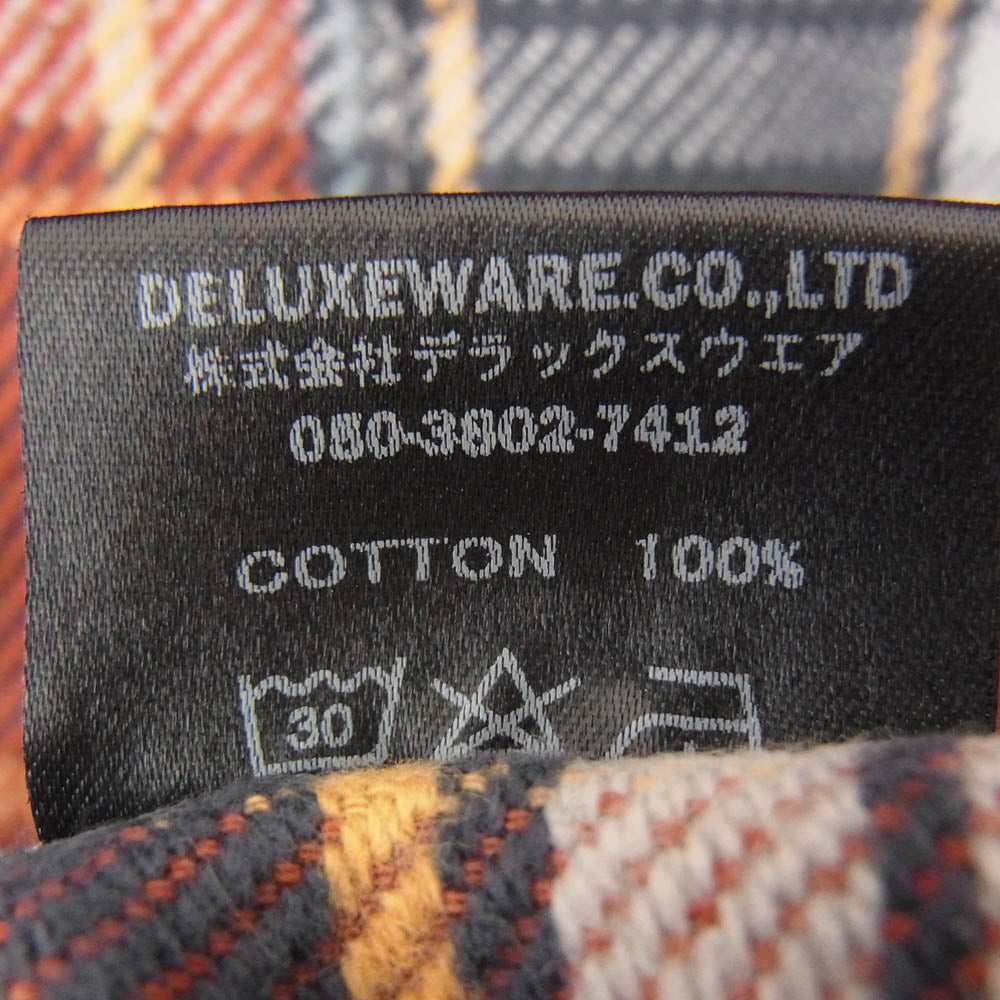 DELUXEWARE.CO.,LTD
株式会社デラックスウエア
050-3802-7412
COTTON 100%
30